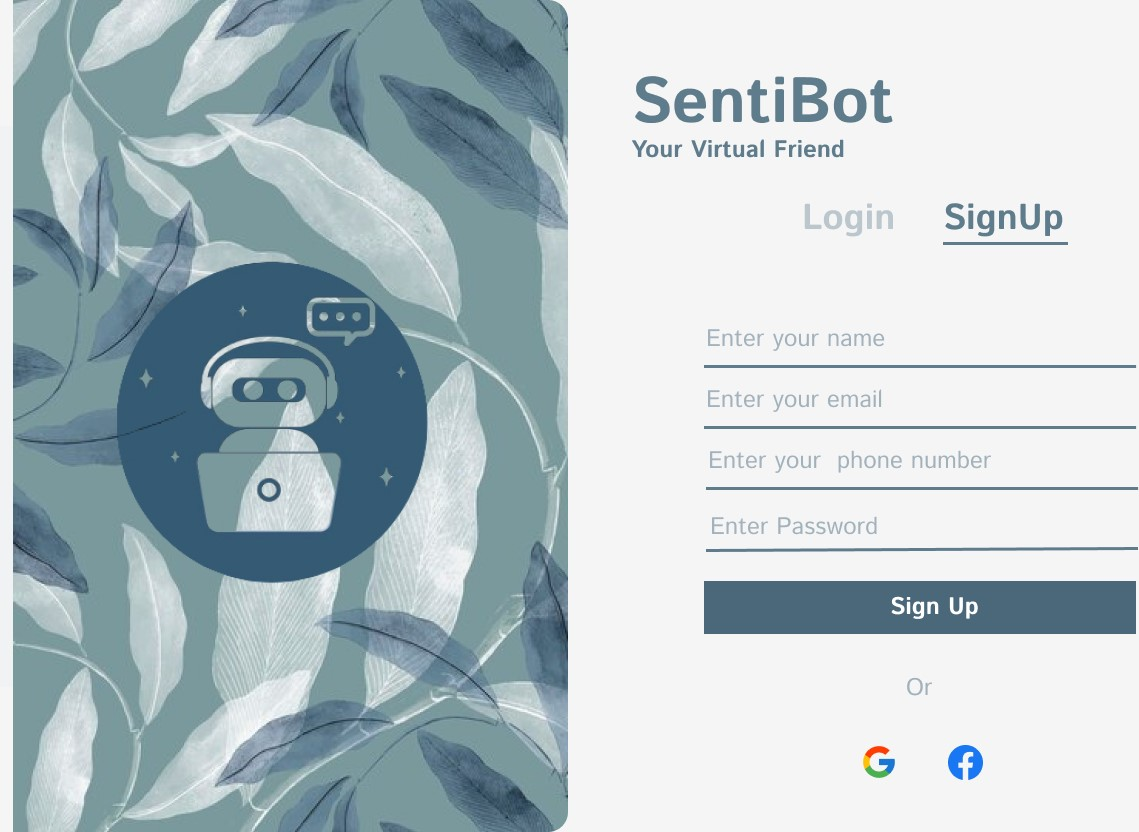 SentiBot
Your Virtual Friend
Login SignUp
Enter your name
Enter your email
Enter your  phone number
Enter Password
Sign Up
Or